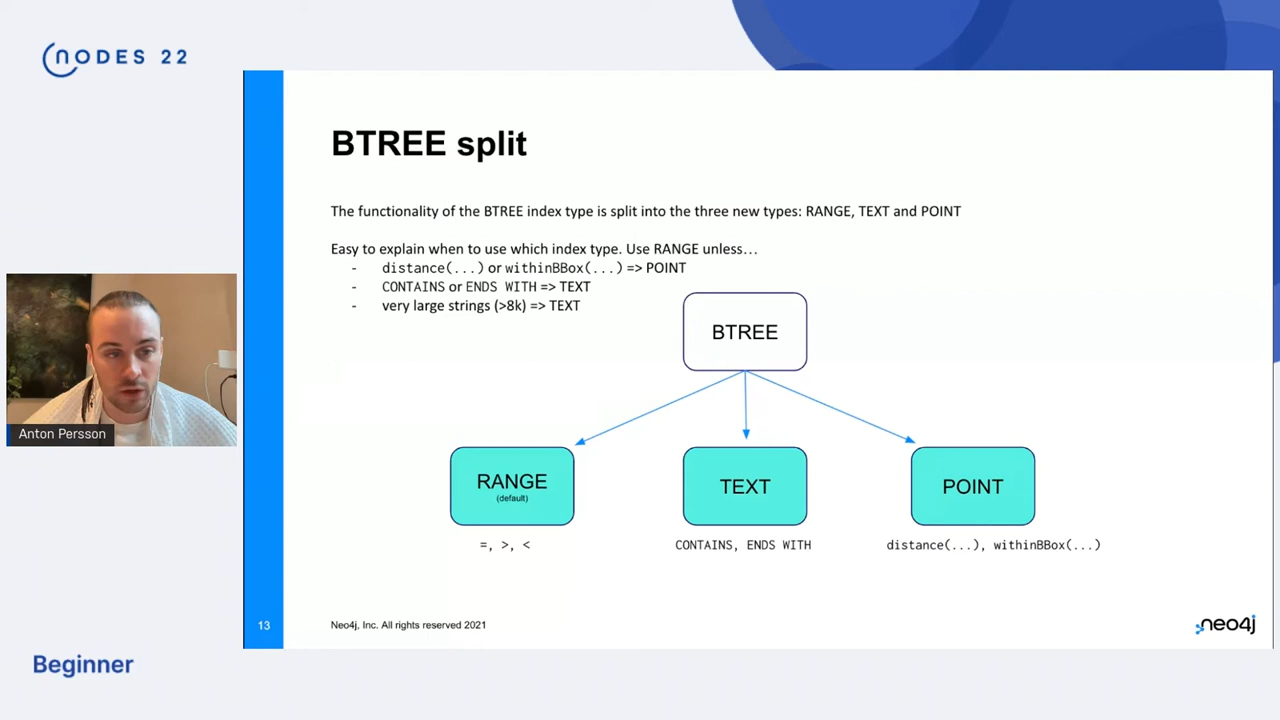 NODES 22
BTREE split
The functionality of the BTREE index type is split into the three new types: RANGE, TEXT and POINT
Easy to explain when to use which index type. Use RANGE unless…
- distance(...) or withinBBox(...) => POINT
- CONTAINS or ENDS WITH => TEXT
- very large strings (>8k) => TEXT
BTREE
RANGE
(default)
TEXT
POINT
=, >, <
CONTAINS, ENDS WITH
distance(...), withinBBox(...)
Anton Persson
13
Neo4j, Inc. All rights reserved 2021
neo4j
Beginner